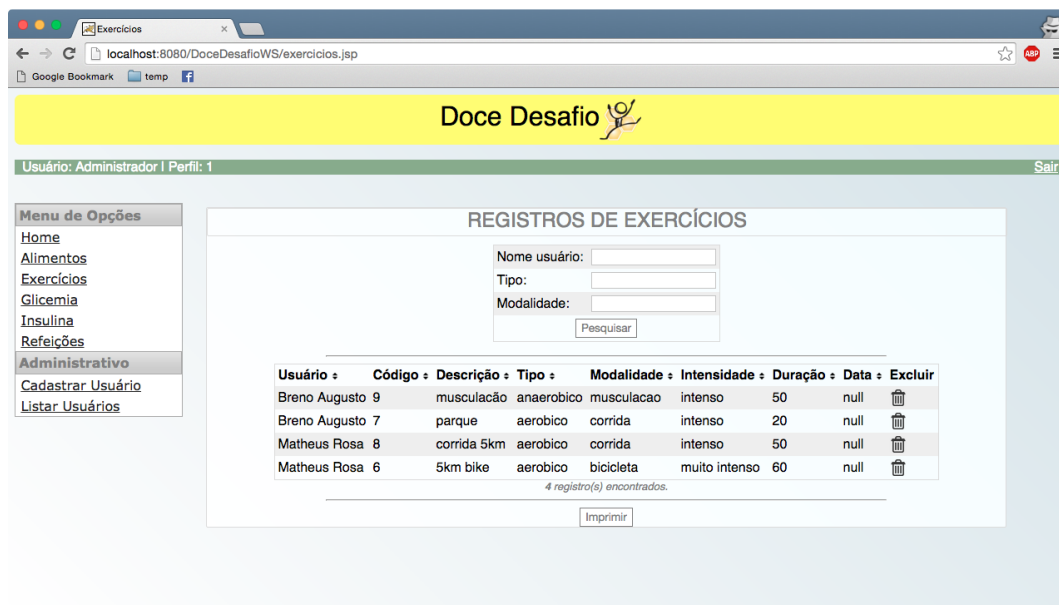 Exercícios
localhost:8080/DoceDesafioWS/exercicios.jsp
ABP
Google Bookmark temp f
Doce Desafio
Usuário: Administrador | Perfil: 1 Sair
Menu de Opções
Home
Alimentos
Exercícios
Glicemia
Insulina
Refeições
Administrativo
Cadastrar Usuário
Listar Usuários
REGISTROS DE EXERCÍCIOS
Nome usuário:
Tipo:
Modalidade:
Pesquisar
Usuário Código Descrição Tipo Modalidade Intensidade Duração Data Excluir
Breno Augusto 9 musculacão anaerobico musculacao intenso 50 null
Breno Augusto 7 parque aerobico corrida intenso 20 null
Matheus Rosa 8 corrida 5km aerobico corrida intenso 50 null
Matheus Rosa 6 5km bike aerobico bicicleta muito intenso 60 null
4 registro(s) encontrados.
Imprimir